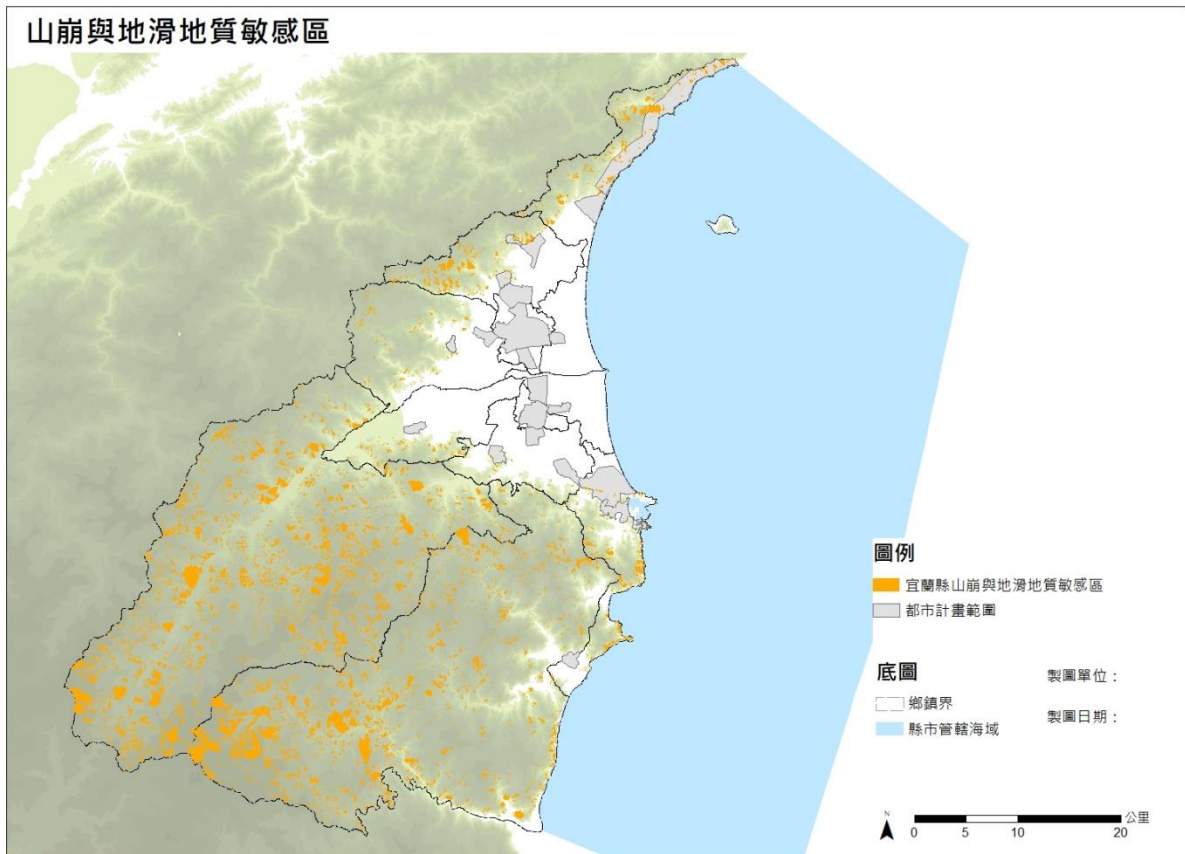 山崩與地滑地質敏感區
圖例
宜蘭縣山崩與地滑地質敏感區
都市計畫範圍
底圖
鄉鎮界
縣市管轄海域
製圖單位：
製圖日期：
N
公里
0 5 10 20